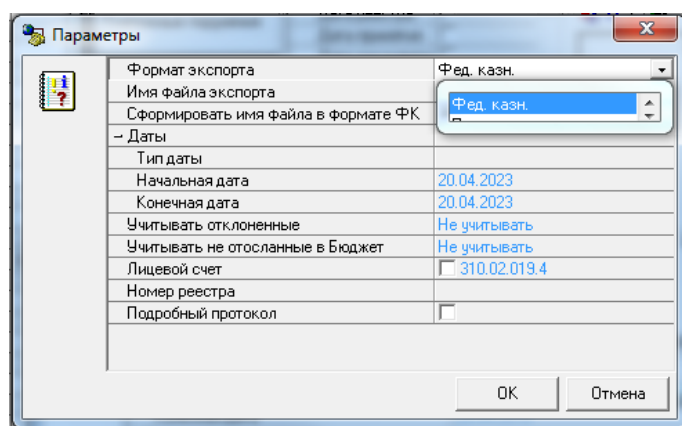 Параметры
Формат экспорта Фед. казн.
Имя файла экспорта
Фед. казн.
Сформировать имя файла в формате ФК
Даты
Тип даты
Начальная дата 20.04.2023
Конечная дата 20.04.2023
Учитывать отклоненные Не учитывать
Учитывать не отосланные в Бюджет Не учитывать
Лицевой счет 310.02.019.4
Номер реестра
Подробный протокол
OK Отмена